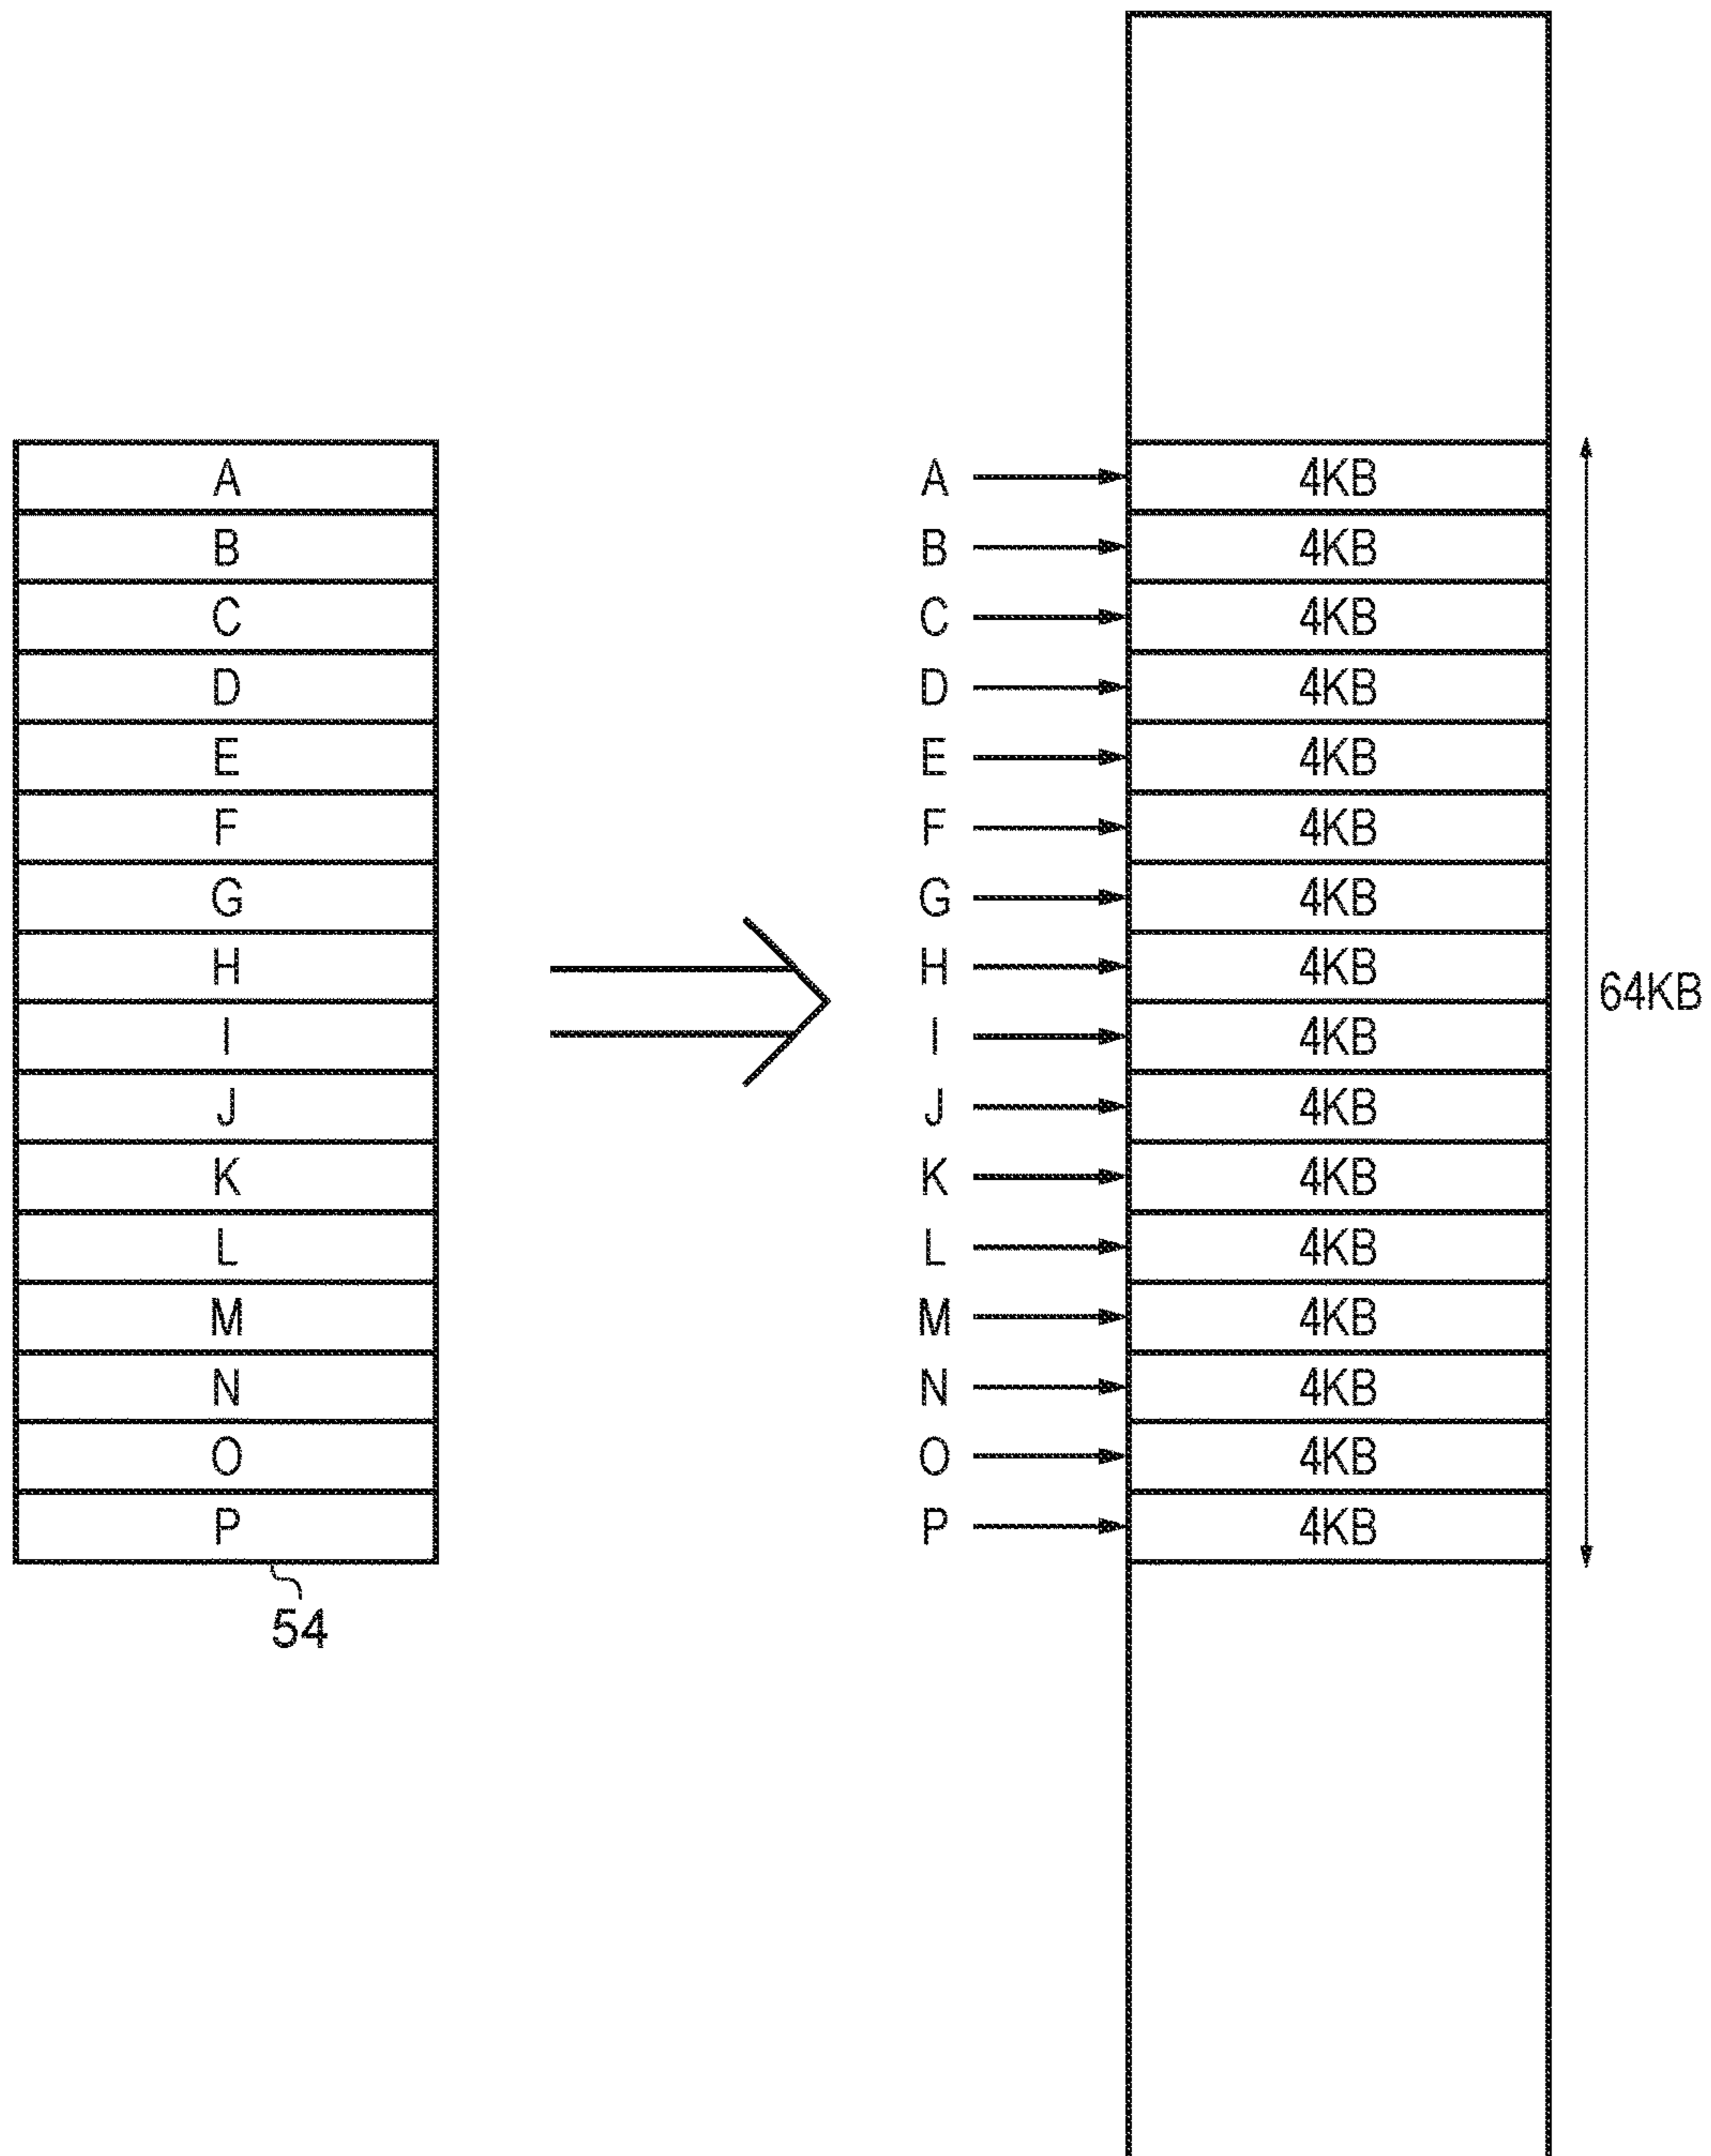 A A 4KB
B B 4KB
C C 4KB
D D 4KB
E E 4KB
F F 4KB
G G 4KB
H H 4KB
64KB
I I 4KB
J J 4KB
K K 4KB
L L 4KB
M M 4KB
N N 4KB
O O 4KB
P P 4KB
54